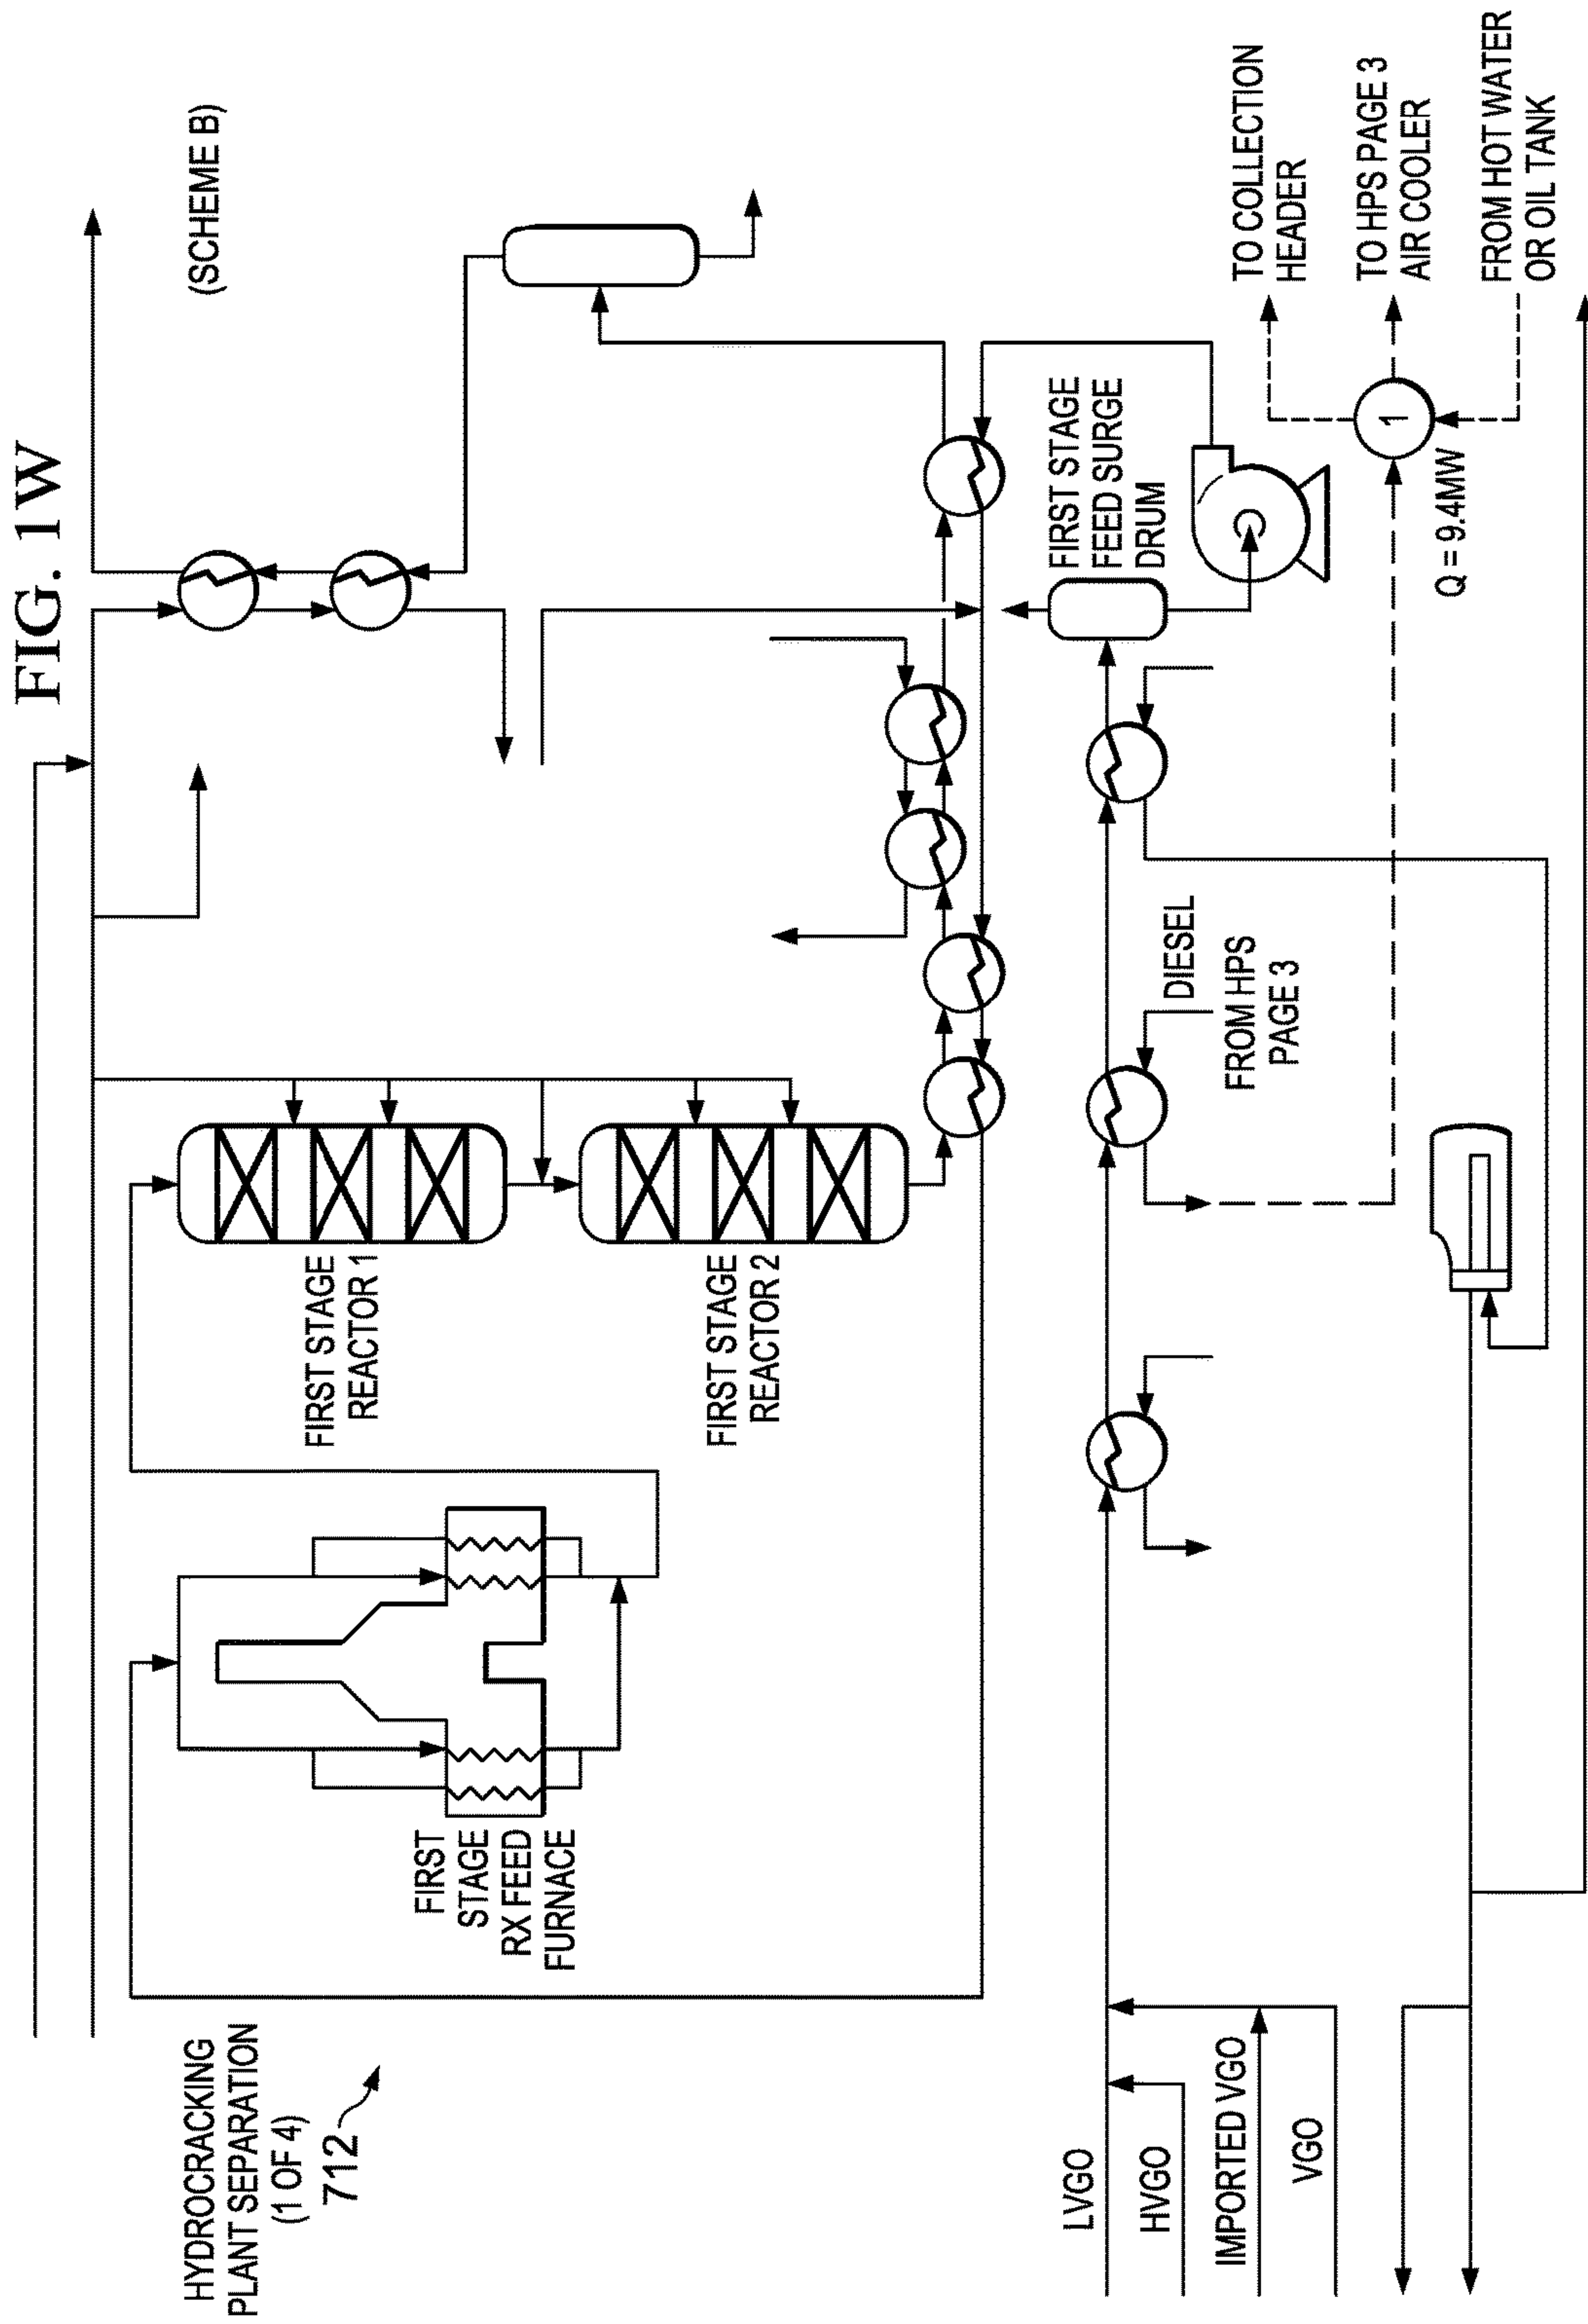 FIG. 1W
(SCHEME B)
HYDROCRACKING
PLANT SEPARATION
(1 OF 4)
712
FIRST
STAGE
RX FEED
FURNACE
FIRST STAGE
REACTOR 1
FIRST STAGE
REACTOR 2
FIRST STAGE
FEED SURGE
DRUM
LVGO
HVGO
IMPORTED VGO
VGO
DIESEL
FROM HPS
PAGE 3
Q = 9.4MW
1
TO COLLECTION
HEADER
TO HPS PAGE 3
AIR COOLER
FROM HOT WATER
OR OIL TANK